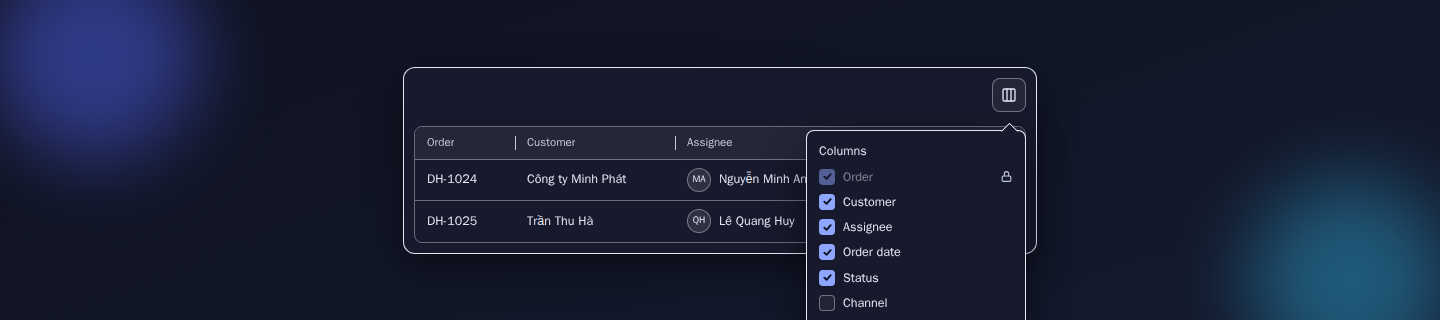 Order Customer Assignee
DH-1024 Công ty Minh Phát MA Nguyễn Minh An
DH-1025 Trần Thu Hà QH Lê Quang Huy
Columns
Order
Customer
Assignee
Order date
Status
Channel